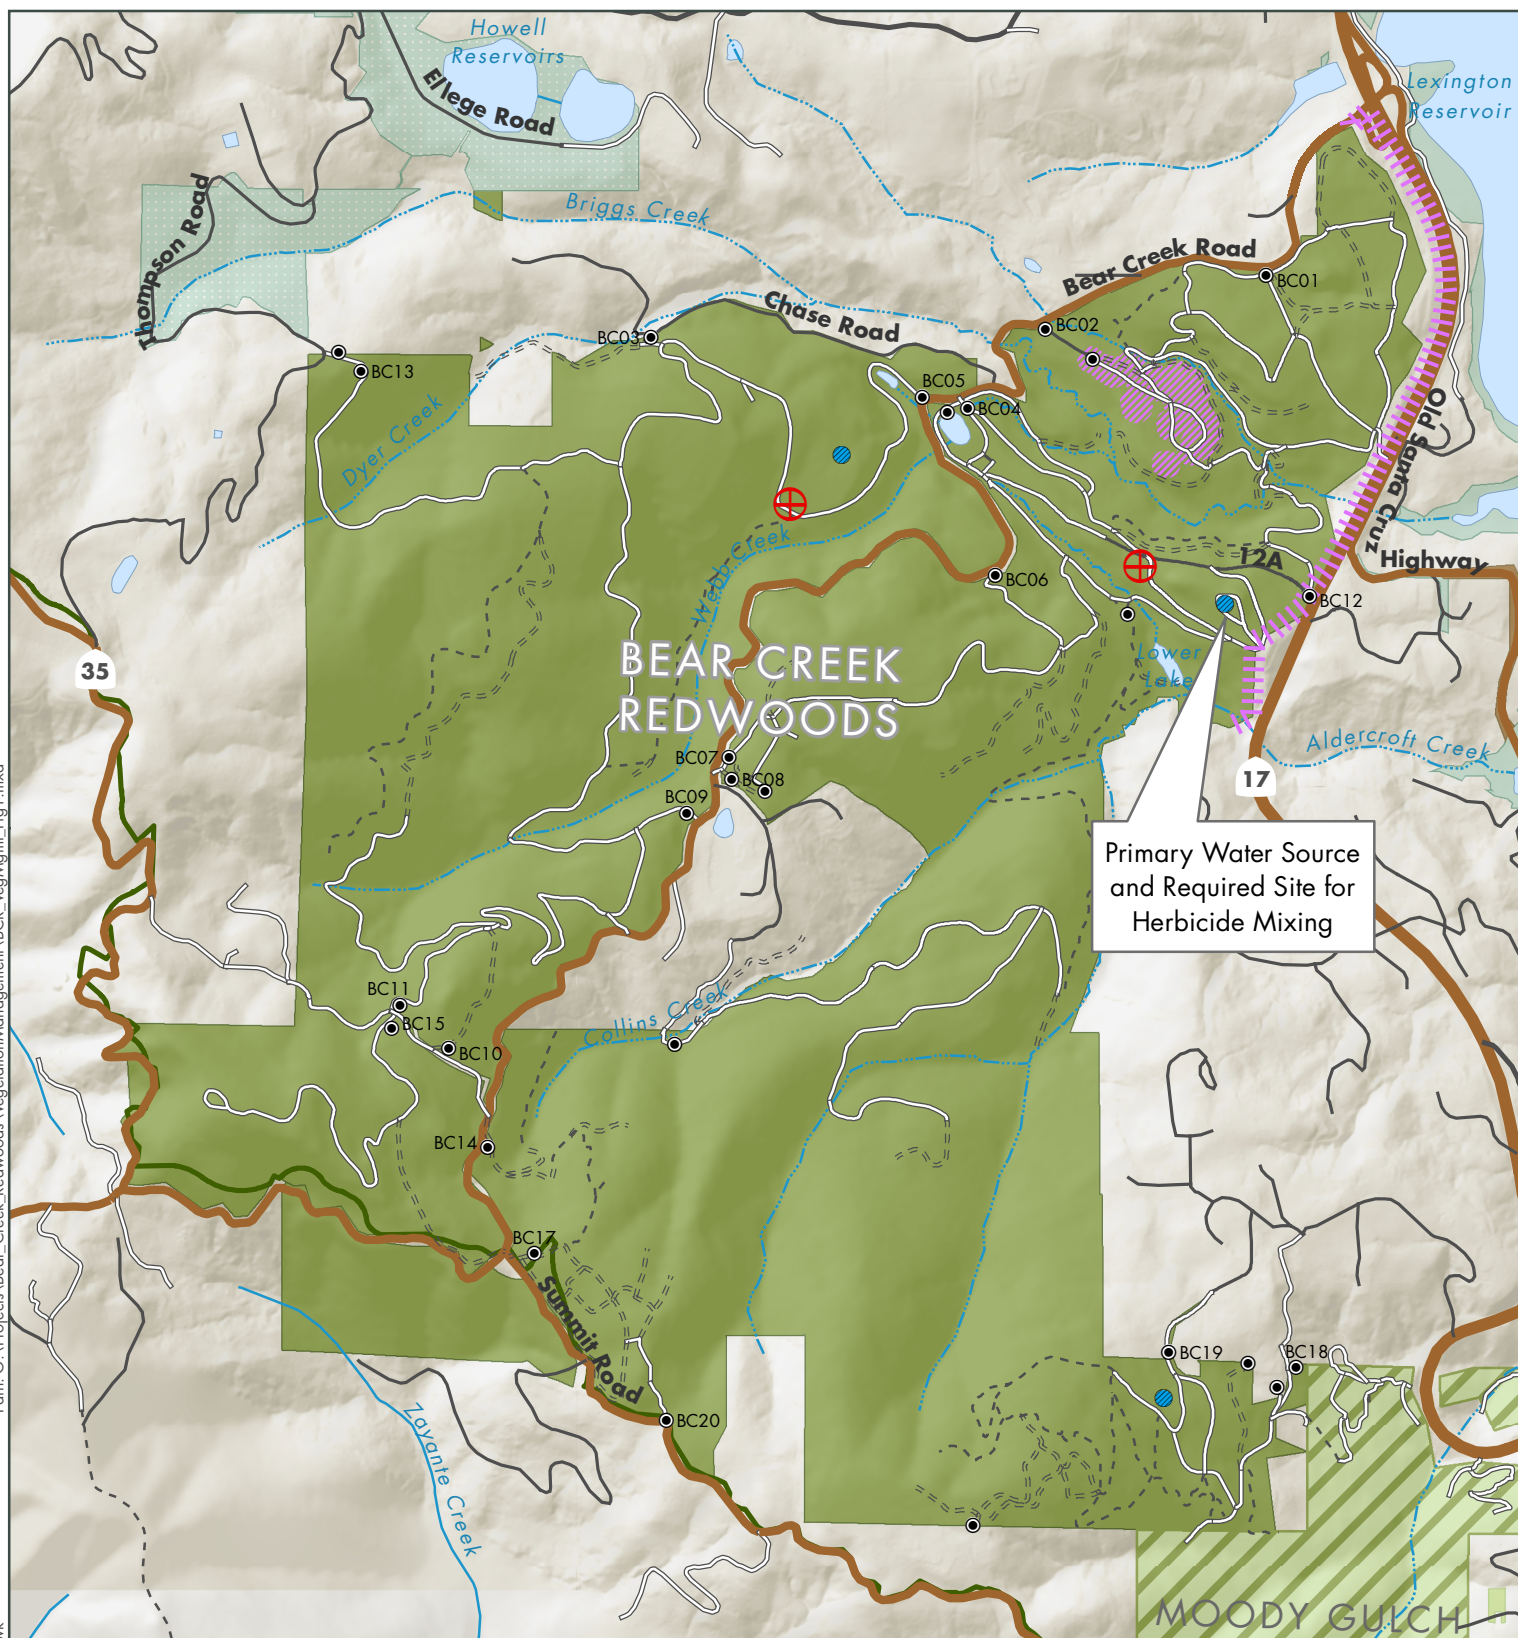 Howell
Reservoirs
Ellege Road
Lexington
Reservoir
Thompson Road
Briggs Creek
Bear Creek Road
BC01
Chase Road
BC02
BC03
BC13
BC05
BC04
Dyer Creek
Old Santa Cruz
Highway
Webb Creek
12A
BC06
BC12
35
BEAR CREEK
REDWOODS
Lower
Lake
Aldercroft Creek
BC07
BC08
17
BC09
Primary Water Source
and Required Site for
Herbicide Mixing
BC11
BC15
Collins Creek
BC10
BC14
BC17
Summit Road
BC19
BC18
BC20
Zayante Creek
MOODY GULCH